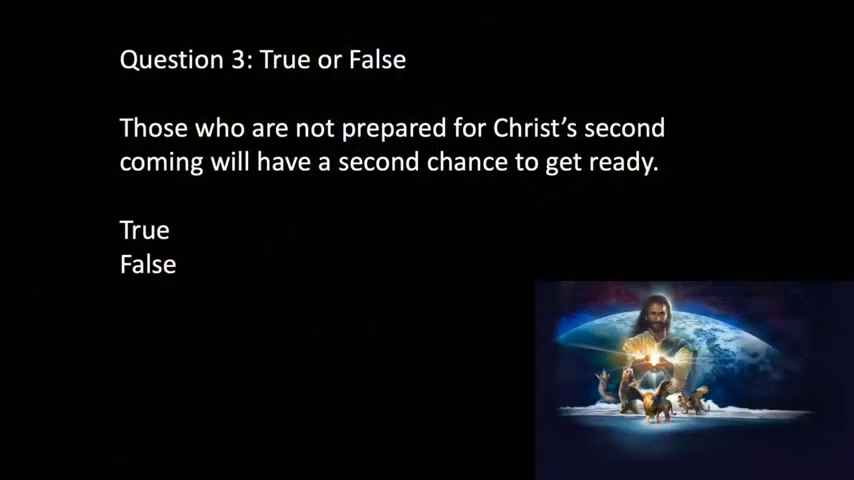 Question 3: True or False
Those who are not prepared for Christ’s second
coming will have a second chance to get ready.
True
False